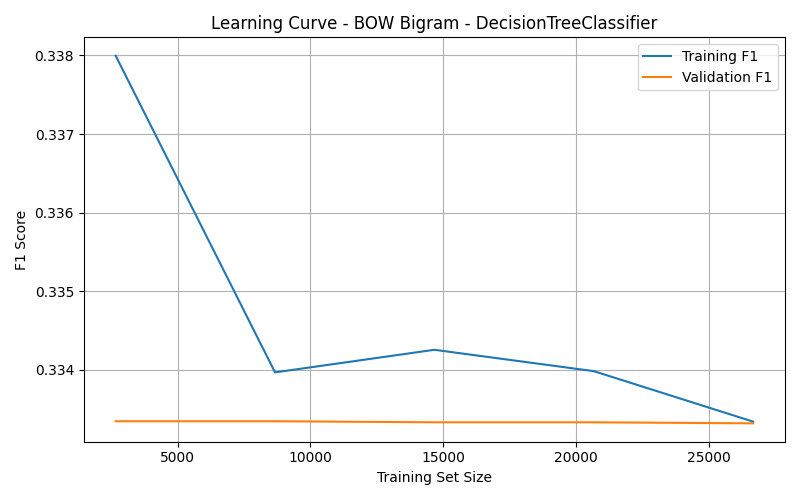 Learning Curve - BOW Bigram - DecisionTreeClassifier
Training F1
Validation F1
0.338
0.337
0.336
0.335
0.334
F1 Score
5000 10000 15000 20000 25000
Training Set Size